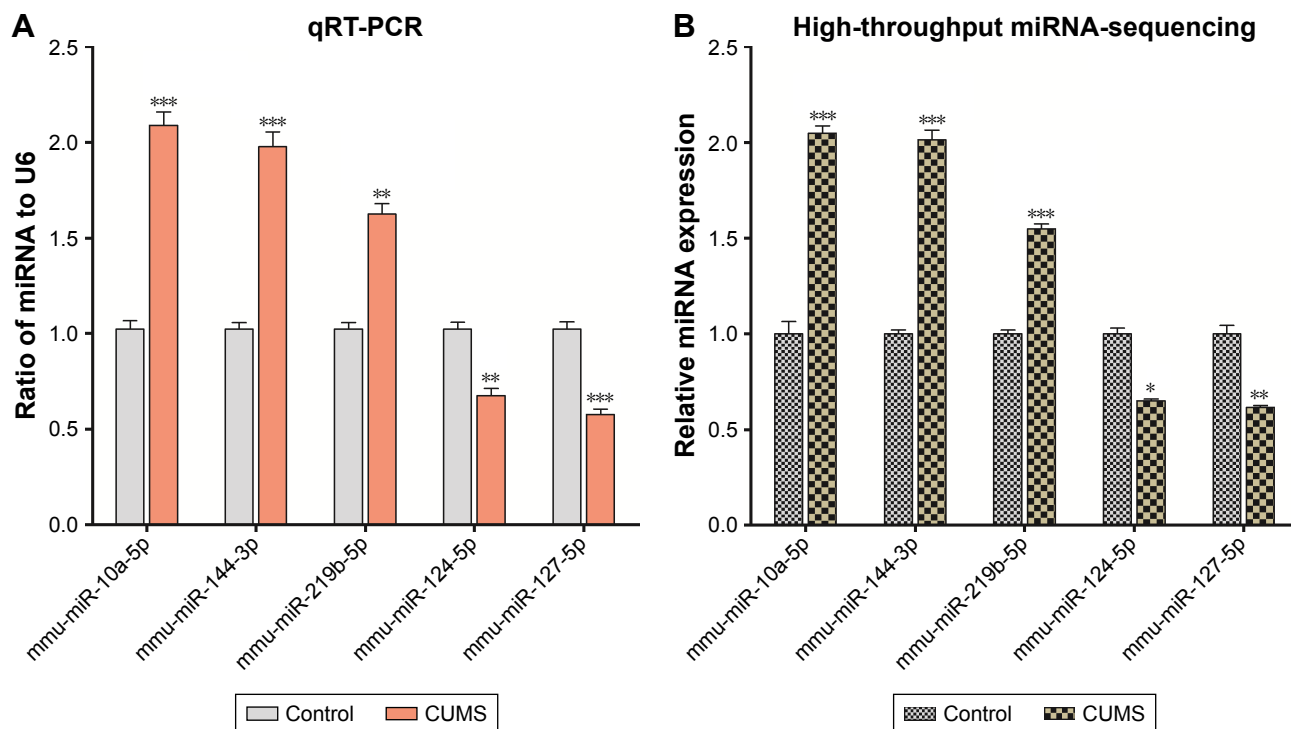 A
qRT-PCR
Ratio of miRNA to U6
2.5
2.0
1.5
1.0
0.5
0.0
***
***
**
**
***
mmu-miR-10a-5p
mmu-miR-144-3p
mmu-miR-219b-5p
mmu-miR-124-5p
mmu-miR-127-5p
Control
CUMS
B
High-throughput miRNA-sequencing
Relative miRNA expression
2.5
2.0
1.5
1.0
0.5
0.0
***
***
***
*
**
mmu-miR-10a-5p
mmu-miR-144-3p
mmu-miR-219b-5p
mmu-miR-124-5p
mmu-miR-127-5p
Control
CUMS